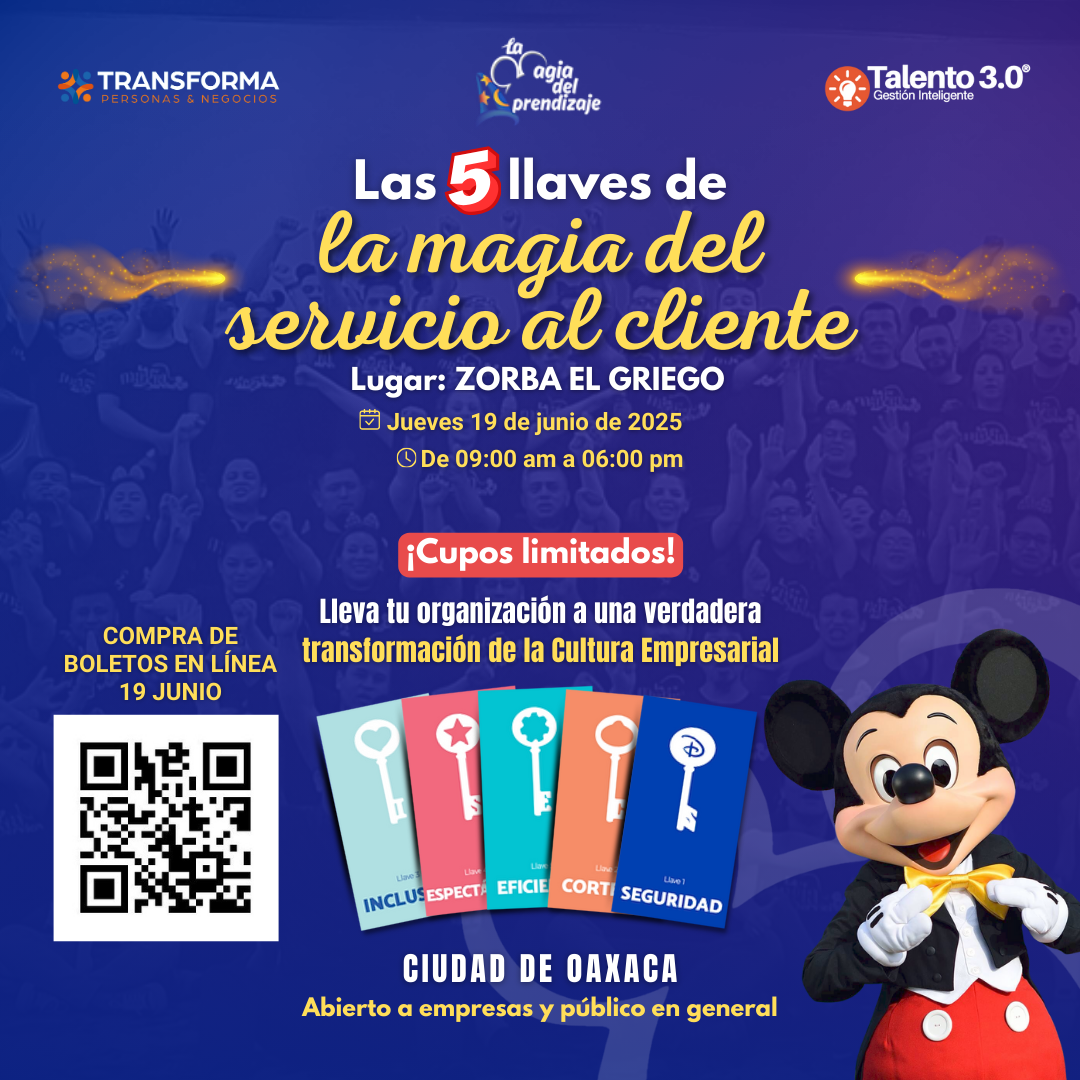 TRANSFORMA
PERSONAS & NEGOCIOS
la
magia
del
aprendizaje
Talento 3.0®
Gestión Inteligente
Las 5 llaves de
la magia del
servicio al cliente
Lugar: ZORBA EL GRIEGO
Jueves 19 de junio de 2025
De 09:00 am a 06:00 pm
¡Cupos limitados!
Lleva tu organización a una verdadera
transformación de la Cultura Empresarial
COMPRA DE
BOLETOS EN LÍNEA
19 JUNIO
Llave 1
INCLUS
ESPECTÁ
EFICIE
CORT
SEGURIDAD
CIUDAD DE OAXACA
Abierto a empresas y público en general